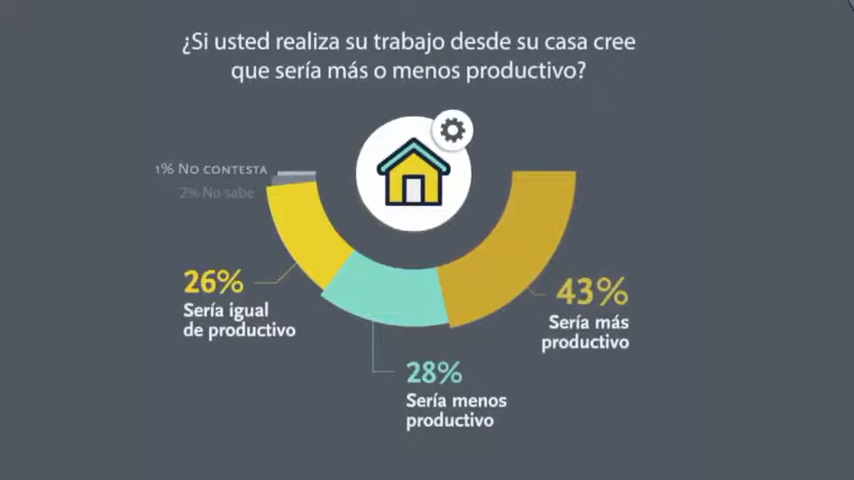 ¿Si usted realiza su trabajo desde su casa cree
que sería más o menos productivo?
1% No contesta
2% No sabe
26%
Sería igual
de productivo
43%
Sería más
productivo
28%
Sería menos
productivo